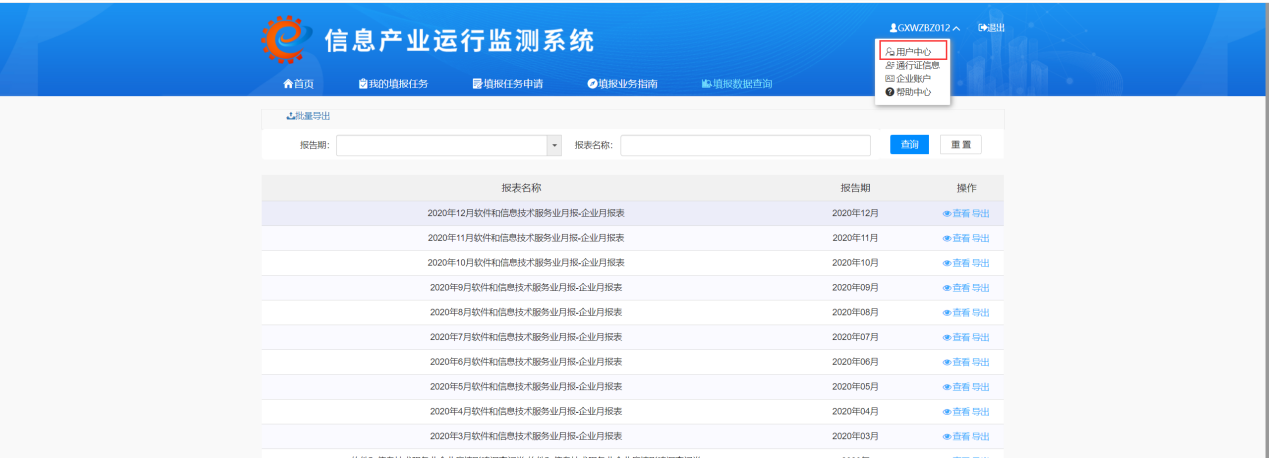 信息产业运行监测系统
GXWZBZ012 退出
用户中心
通行证信息
企业账户
帮助中心
首页 我的填报任务 填报任务申请 填报业务指南 填报数据查询
批量导出
报告期: 报表名称: 查询 重置
报表名称 报告期 操作
2020年12月软件和信息技术服务业月报-企业月报表 2020年12月 查看 导出
2020年11月软件和信息技术服务业月报-企业月报表 2020年11月 查看 导出
2020年10月软件和信息技术服务业月报-企业月报表 2020年10月 查看 导出
2020年9月软件和信息技术服务业月报-企业月报表 2020年09月 查看 导出
2020年8月软件和信息技术服务业月报-企业月报表 2020年08月 查看 导出
2020年7月软件和信息技术服务业月报-企业月报表 2020年07月 查看 导出
2020年6月软件和信息技术服务业月报-企业月报表 2020年06月 查看 导出
2020年5月软件和信息技术服务业月报-企业月报表 2020年05月 查看 导出
2020年4月软件和信息技术服务业月报-企业月报表 2020年04月 查看 导出
2020年3月软件和信息技术服务业月报-企业月报表 2020年03月 查看 导出